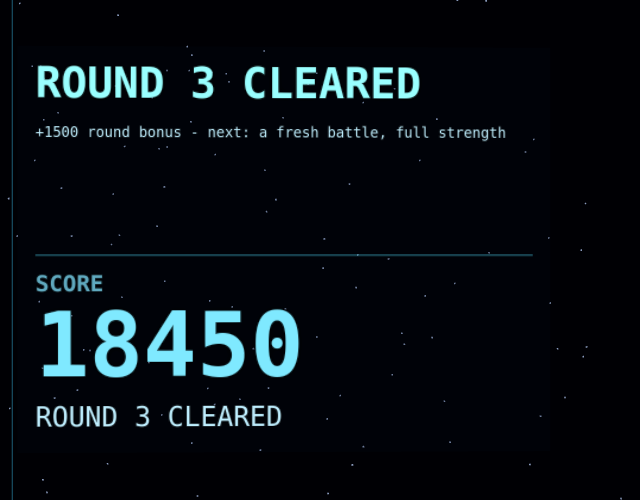 ROUND 3 CLEARED
+1500 round bonus - next: a fresh battle, full strength
SCORE
18450
ROUND 3 CLEARED